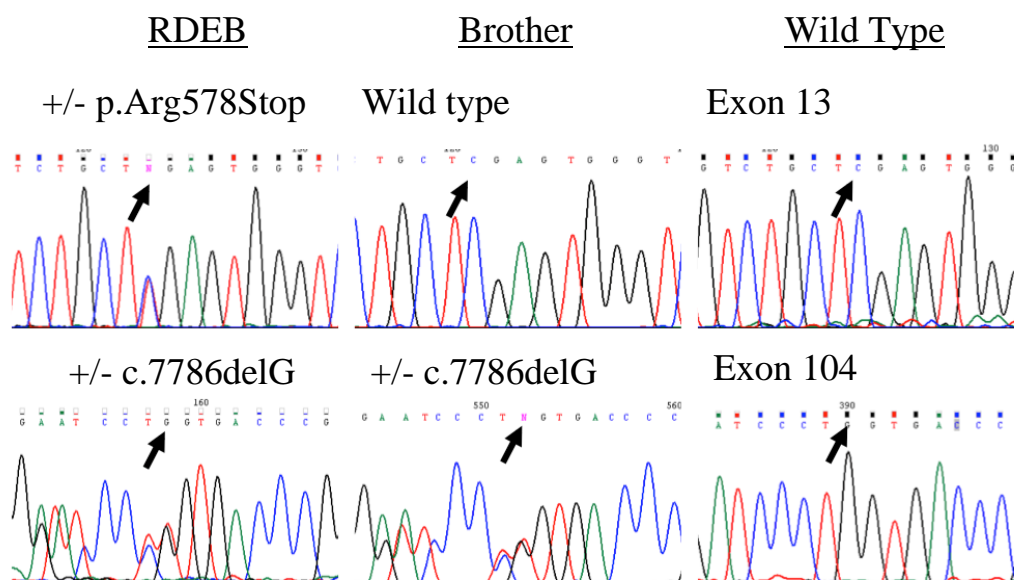 RDEB Brother Wild Type
+/- p.Arg578Stop Wild type Exon 13
130
T C T G C T N G A G T G G G T T G C T C G A G T G G G T G T C T G C T C G A G T G G G
+/- c.7786delG +/- c.7786delG Exon 104
160 550 560 390
G A A T C C T G G T G A C C C G G A A T C C C T N G T G A C C C C A T C C C T G G T G A C C C